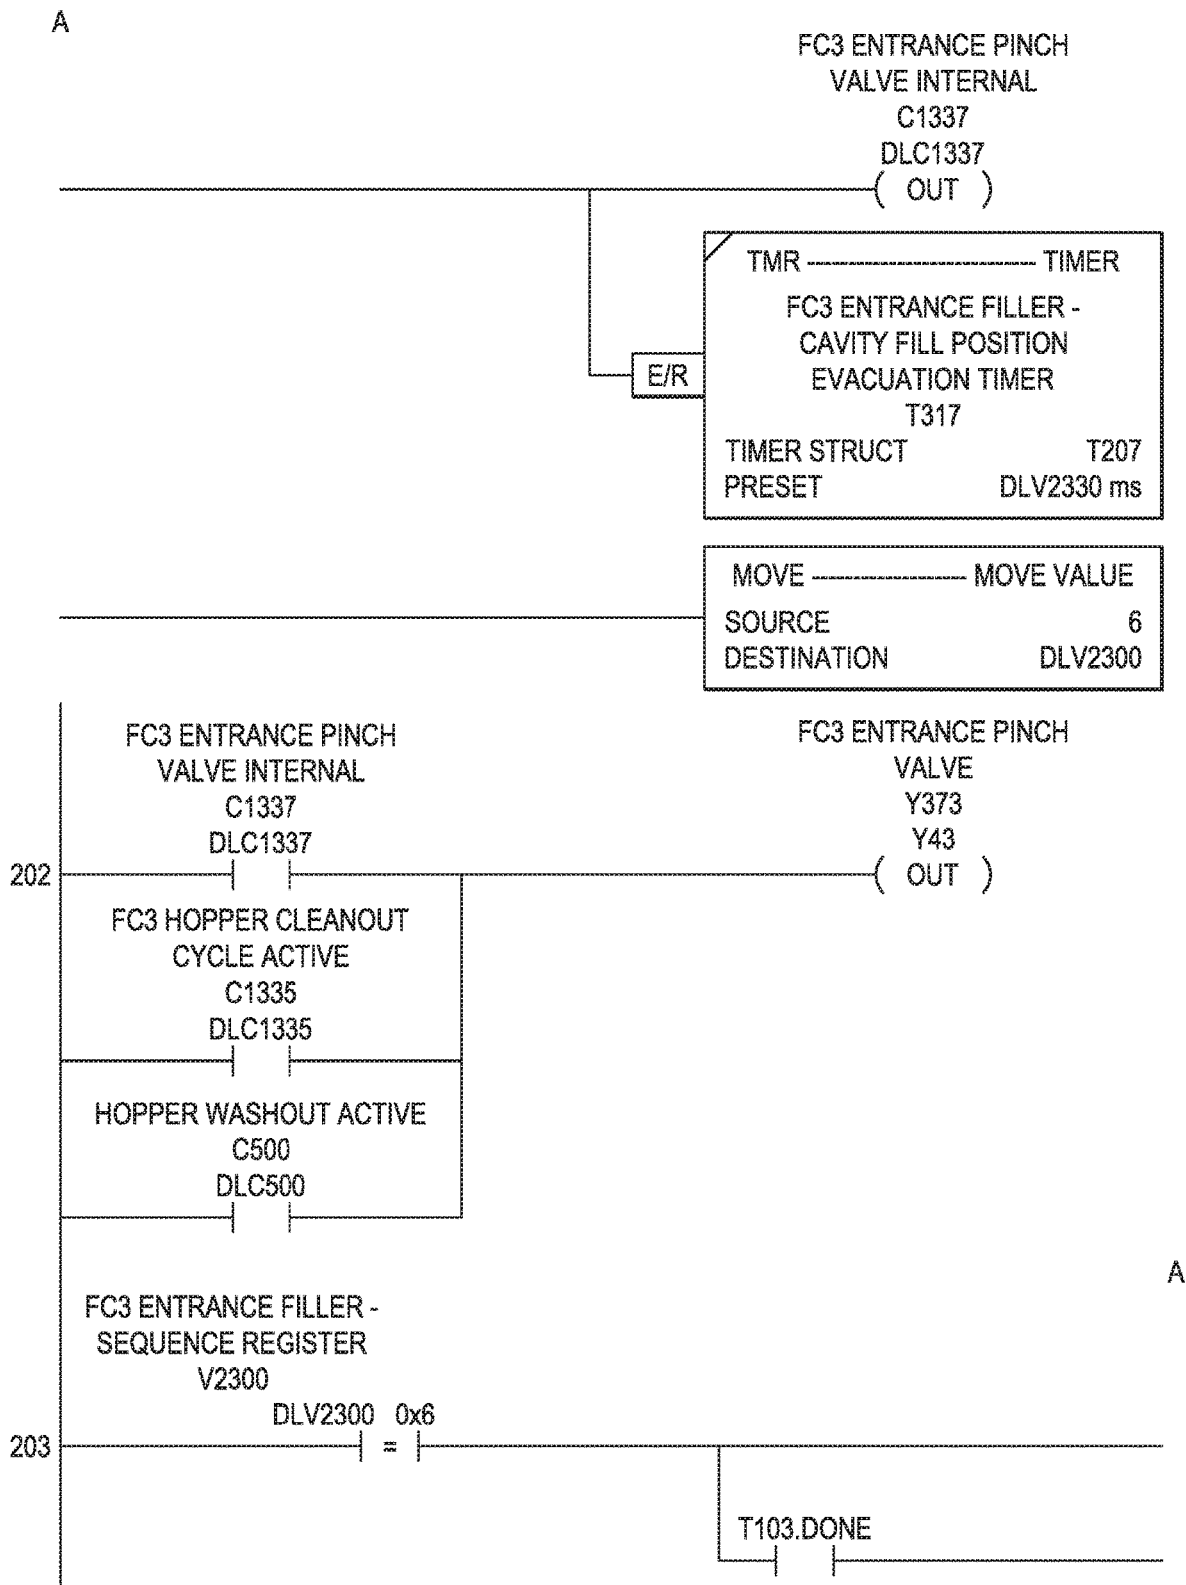 A
FC3 ENTRANCE PINCH
VALVE INTERNAL
C1337
DLC1337
( OUT )
TMR ---------------------- TIMER
FC3 ENTRANCE FILLER -
CAVITY FILL POSITION
EVACUATION TIMER
T317
E/R
TIMER STRUCT T207
PRESET DLV2330 ms
MOVE --------------- MOVE VALUE
SOURCE 6
DESTINATION DLV2300
FC3 ENTRANCE PINCH
VALVE INTERNAL
C1337
DLC1337
FC3 ENTRANCE PINCH
VALVE
Y373
Y43
202
( OUT )
FC3 HOPPER CLEANOUT
CYCLE ACTIVE
C1335
DLC1335
HOPPER WASHOUT ACTIVE
C500
DLC500
A
FC3 ENTRANCE FILLER -
SEQUENCE REGISTER
V2300
DLV2300 0x6
203 =
T103.DONE